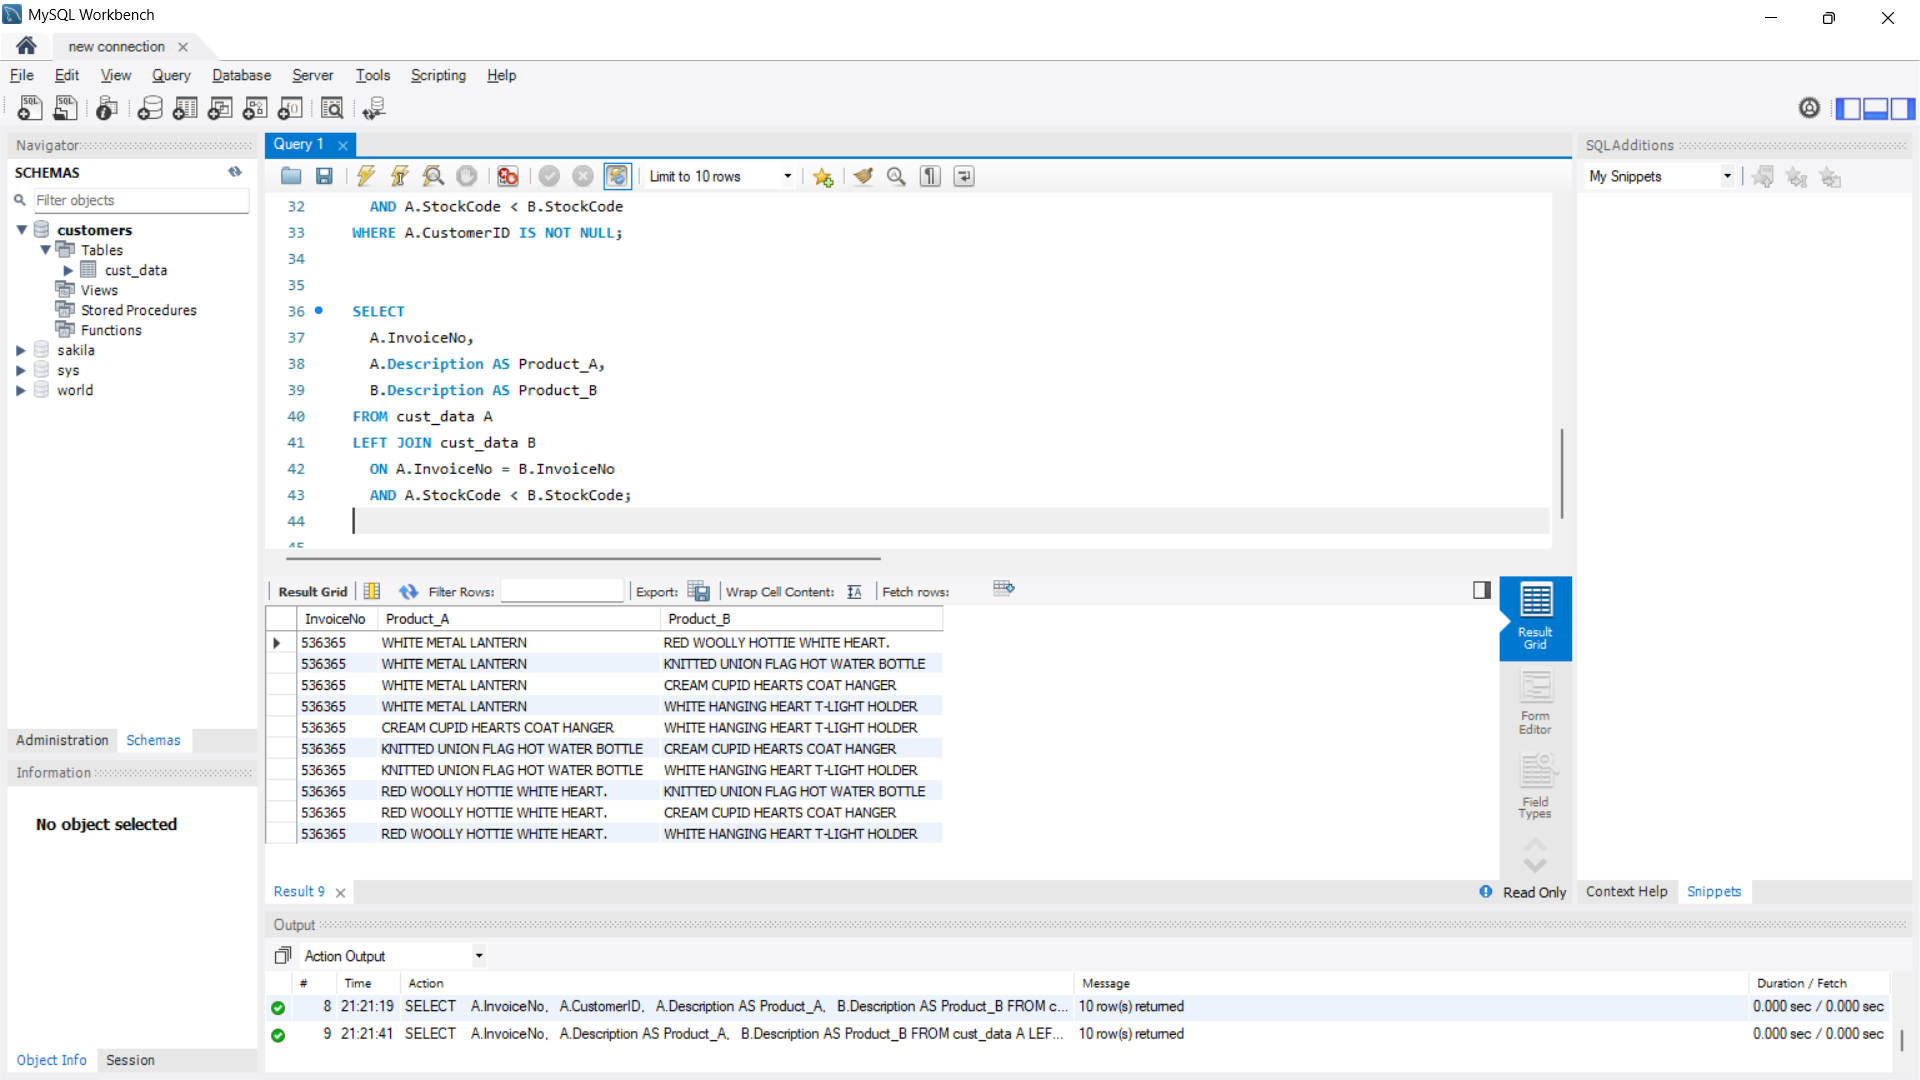 MySQL Workbench
new connection
File Edit View Query Database Server Tools Scripting Help
Navigator
SCHEMAS
Filter objects
customers
Tables
cust_data
Views
Stored Procedures
Functions
sakila
sys
world
Administration Schemas
Information
No object selected
Object Info Session
Query 1
Limit to 10 rows
32 AND A.StockCode < B.StockCode
33 WHERE A.CustomerID IS NOT NULL;
34
35
36 SELECT
37 A.InvoiceNo,
38 A.Description AS Product_A,
39 B.Description AS Product_B
40 FROM cust_data A
41 LEFT JOIN cust_data B
42 ON A.InvoiceNo = B.InvoiceNo
43 AND A.StockCode < B.StockCode;
44
45
Result Grid Filter Rows: Export: Wrap Cell Content: Fetch rows:
InvoiceNo Product_A Product_B
536365 WHITE METAL LANTERN RED WOOLLY HOTTIE WHITE HEART.
536365 WHITE METAL LANTERN KNITTED UNION FLAG HOT WATER BOTTLE
536365 WHITE METAL LANTERN CREAM CUPID HEARTS COAT HANGER
536365 WHITE METAL LANTERN WHITE HANGING HEART T-LIGHT HOLDER
536365 CREAM CUPID HEARTS COAT HANGER WHITE HANGING HEART T-LIGHT HOLDER
536365 KNITTED UNION FLAG HOT WATER BOTTLE CREAM CUPID HEARTS COAT HANGER
536365 KNITTED UNION FLAG HOT WATER BOTTLE WHITE HANGING HEART T-LIGHT HOLDER
536365 RED WOOLLY HOTTIE WHITE HEART. KNITTED UNION FLAG HOT WATER BOTTLE
536365 RED WOOLLY HOTTIE WHITE HEART. CREAM CUPID HEARTS COAT HANGER
536365 RED WOOLLY HOTTIE WHITE HEART. WHITE HANGING HEART T-LIGHT HOLDER
Result
Grid
Form
Editor
Field
Types
Result 9
Read Only
SQLAdditions
My Snippets
Context Help Snippets
Output
Action Output
# Time Action Message Duration / Fetch
8 21:21:19 SELECT A.InvoiceNo, A.CustomerID, A.Description AS Product_A, B.Description AS Product_B FROM c... 10 row(s) returned 0.000 sec / 0.000 sec
9 21:21:41 SELECT A.InvoiceNo, A.Description AS Product_A, B.Description AS Product_B FROM cust_data A LEF... 10 row(s) returned 0.000 sec / 0.000 sec